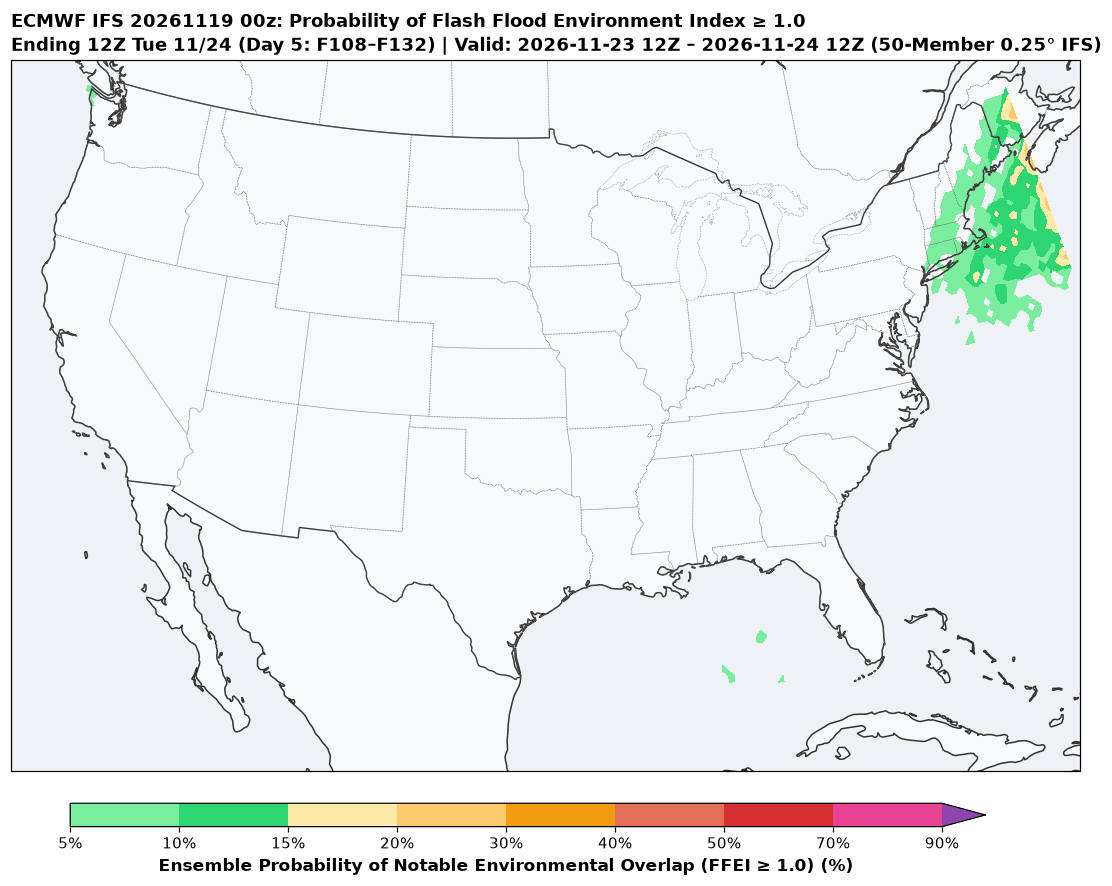 ECMWF IFS 20261119 00z: Probability of Flash Flood Environment Index ≥ 1.0
Ending 12Z Tue 11/24 (Day 5: F108–F132) | Valid: 2026-11-23 12Z – 2026-11-24 12Z (50-Member 0.25° IFS)
5% 10% 15% 20% 30% 40% 50% 70% 90%
Ensemble Probability of Notable Environmental Overlap (FFEI ≥ 1.0) (%)